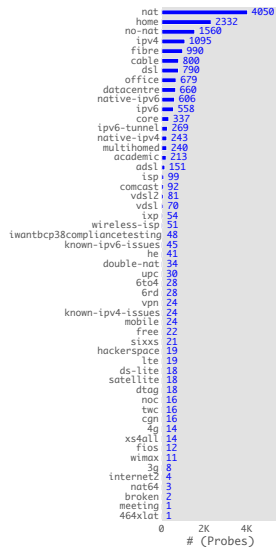 nat 4050
home 2332
no-nat 1560
ipv4 1095
fibre 990
cable 800
dsl 790
office 679
datacentre 660
native-ipv6 606
ipv6 558
core 337
ipv6-tunnel 269
native-ipv4 243
multihomed 240
academic 213
adsl 151
isp 99
comcast 92
vdsl2 81
vdsl 70
ixp 54
wireless-isp 51
iwantbcp38compliancetesting 48
known-ipv6-issues 45
he 41
double-nat 34
upc 30
6to4 28
6rd 28
vpn 24
known-ipv4-issues 24
mobile 24
free 22
sixxs 21
hackerspace 19
lte 19
ds-lite 18
satellite 18
dtag 18
noc 16
twc 16
cgn 16
4g 14
xs4all 14
fios 12
wimax 11
3g 8
internet2 4
nat64 3
broken 2
meeting 1
464xlat 1
0 2K 4K
# (Probes)